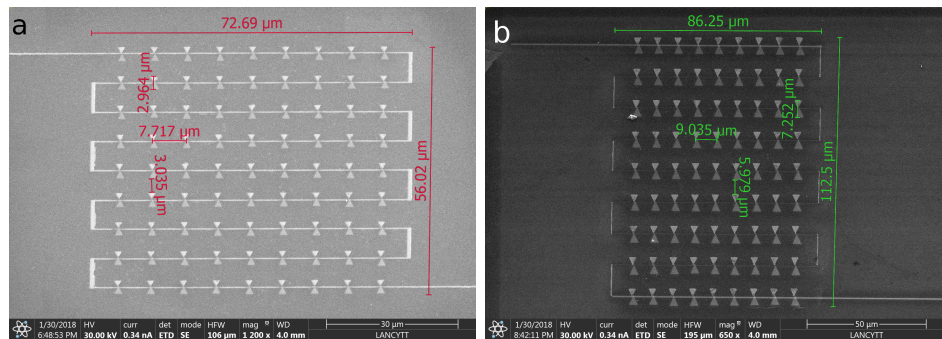 a
72.69 µm
2.964 µm
7.717 µm
3.035 µm
56.02 µm
1/30/2018 HV curr det mode HFW mag WD 30 µm
6:48:53 PM 30.00 kV 0.34 nA ETD SE 106 µm 1 200 x 4.0 mm LANCYTT
b
86.25 µm
7.252 µm
9.035 µm
5.979 µm
112.5 µm
1/30/2018 HV curr det mode HFW mag WD 50 µm
8:42:11 PM 30.00 kV 0.34 nA ETD SE 195 µm 650 x 4.0 mm LANCYTT